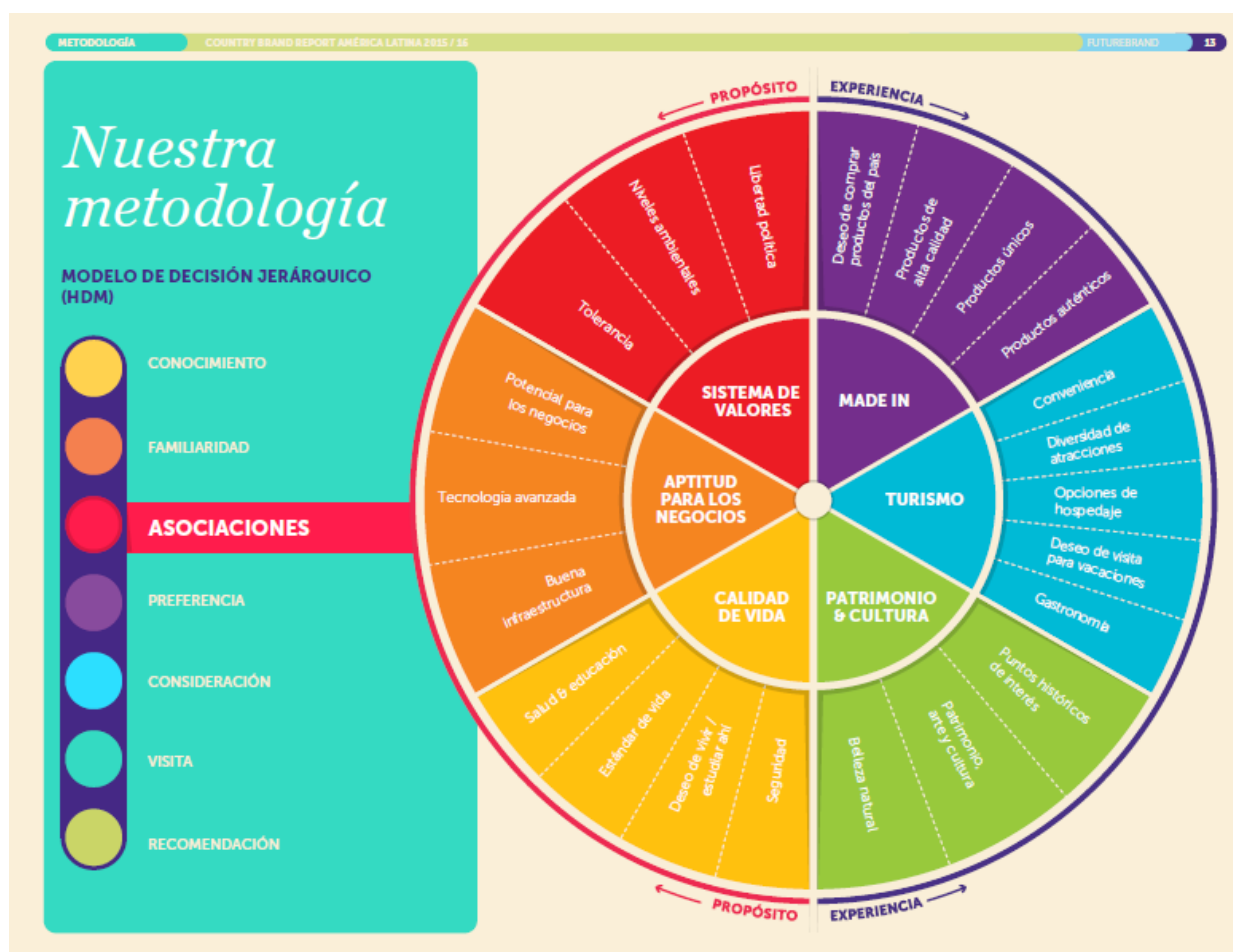 METODOLOGÍA
COUNTRY BRAND REPORT AMÉRICA LATINA 2015 / 16
FUTUREBRAND
13
Nuestra
metodología
MODELO DE DECISIÓN JERÁRQUICO
(HDM)
CONOCIMIENTO
FAMILIARIDAD
ASOCIACIONES
PREFERENCIA
CONSIDERACIÓN
VISITA
RECOMENDACIÓN
PROPÓSITO
EXPERIENCIA
Libertad política
Niveles ambientales
Tolerancia
SISTEMA DE
VALORES
Deseo de comprar
productos del país
Productos de
alta calidad
Productos únicos
Productos auténticos
MADE IN
Potencial para
los negocios
Tecnología avanzada
Buena
infraestructura
APTITUD
PARA LOS
NEGOCIOS
Conveniencia
Diversidad de
atracciones
Opciones de
hospedaje
Deseo de visita
para vacaciones
Gastronomía
TURISMO
CALIDAD
DE VIDA
Salud & educación
Estándar de vida
Deseo de vivir /
estudiar ahí
Seguridad
PATRIMONIO
& CULTURA
Puntos históricos
de interés
Patrimonio,
arte y cultura
Belleza natural
PROPÓSITO
EXPERIENCIA